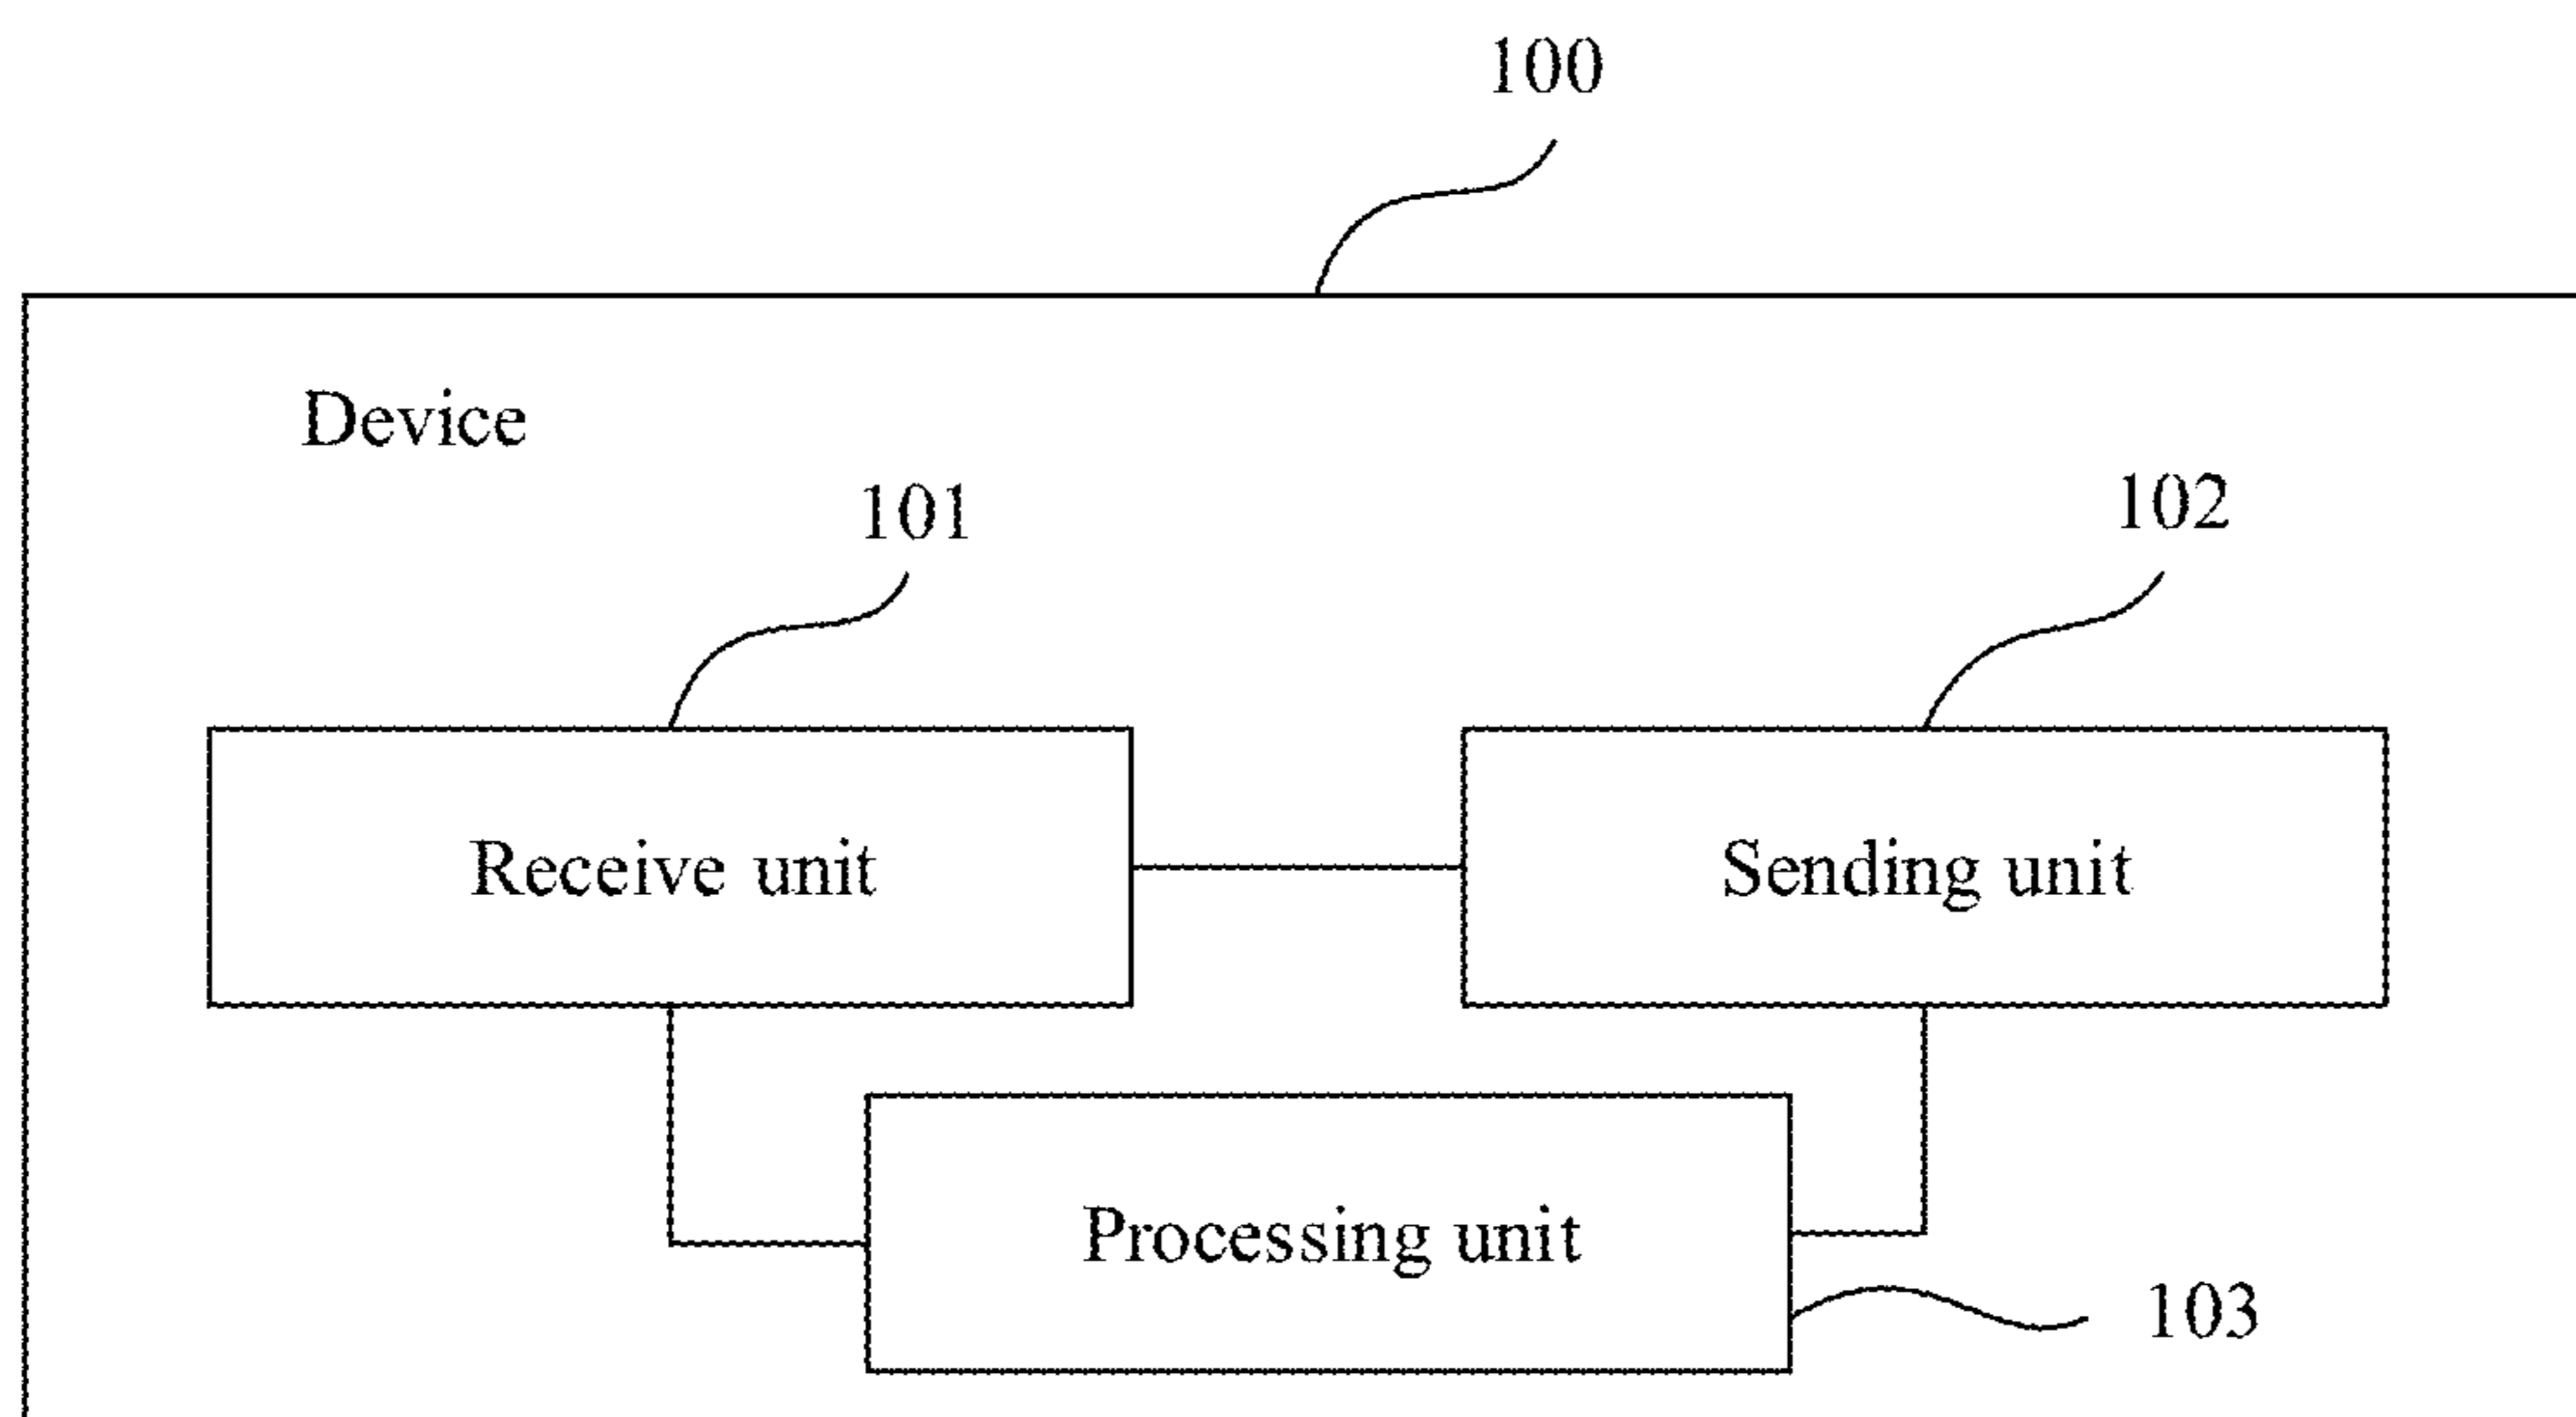 100
Device
101
102
Receive unit
Sending unit
Processing unit
103